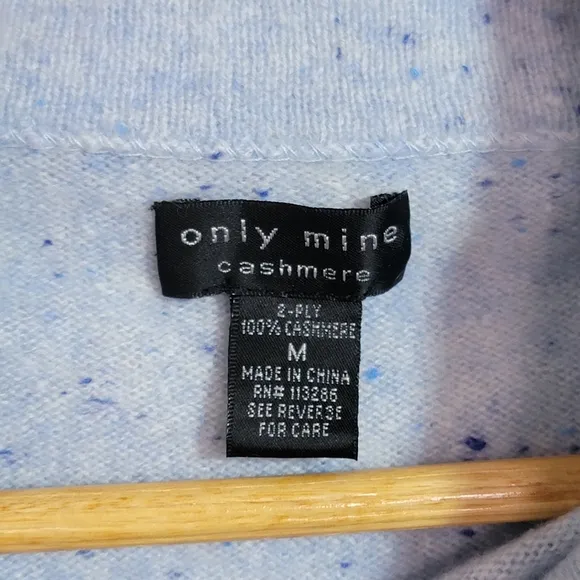 only mine
cashmere
2-PLY
100% CASHMERE
M
MADE IN CHINA
RN# 113286
SEE REVERSE
FOR CARE